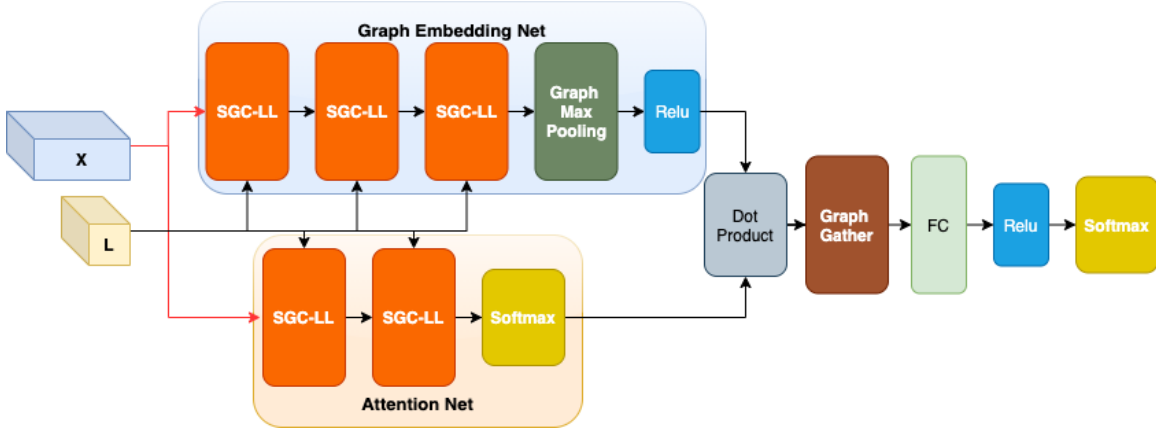 Graph Embedding Net
SGC-LL
SGC-LL
SGC-LL
Graph
Max
Pooling
Relu
X
L
Dot
Product
Graph
Gather
FC
Relu
Softmax
SGC-LL
SGC-LL
Softmax
Attention Net